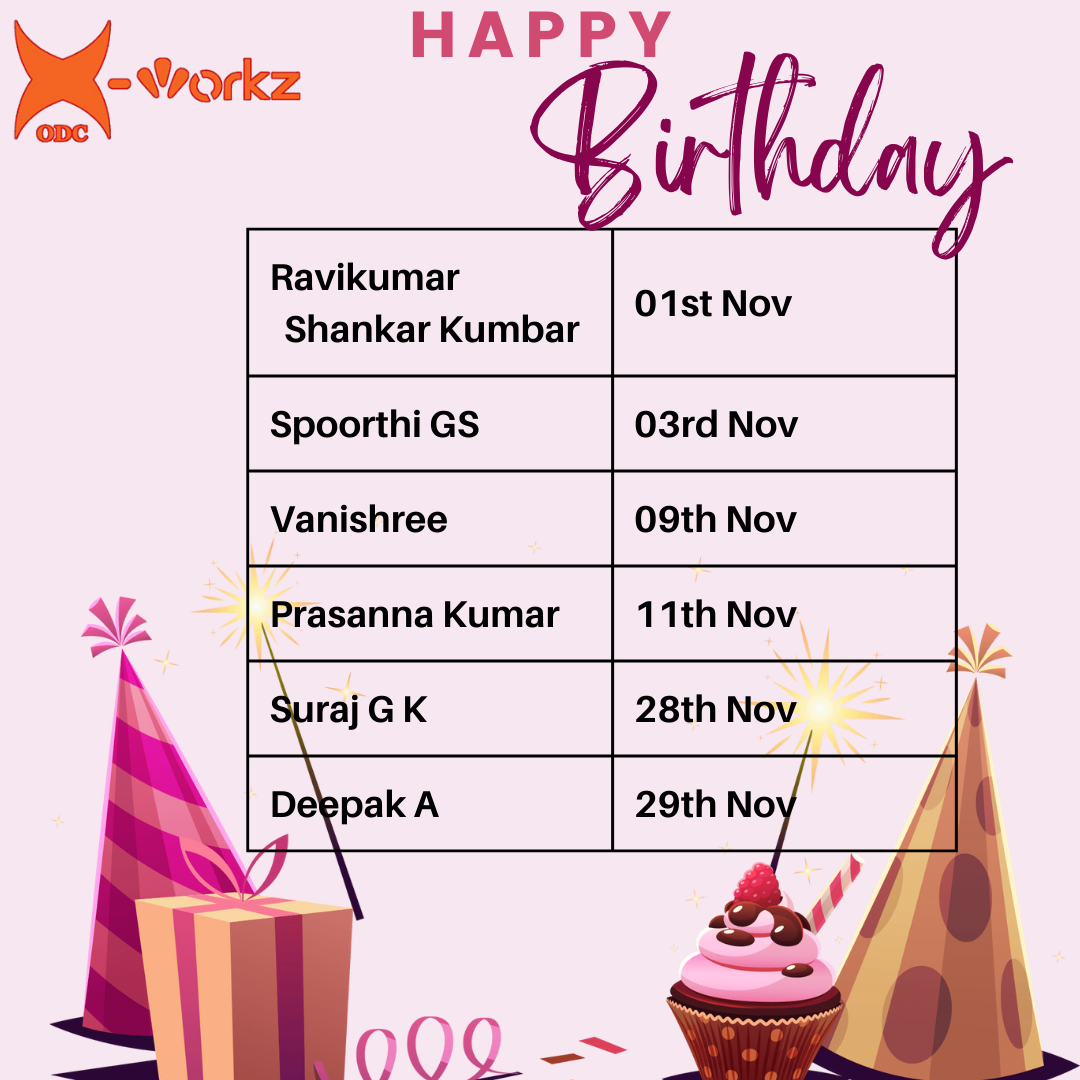 HAPPY
X-Workz
ODC
Birthday
Ravikumar
Shankar Kumbar
01st Nov
Spoorthi GS
03rd Nov
Vanishree
09th Nov
Prasanna Kumar
11th Nov
Suraj G K
28th Nov
Deepak A
29th Nov